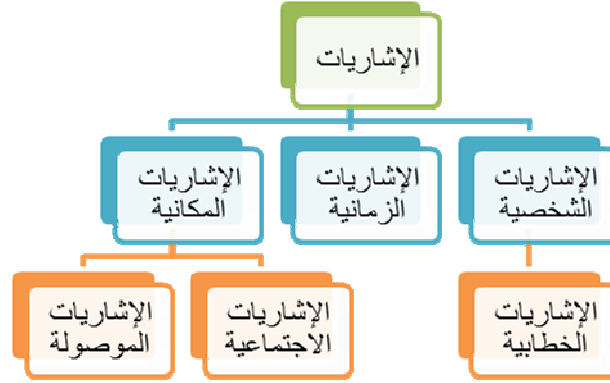 الإشاريات
الإشاريات
الشخصية
الإشاريات
الزمانية
الإشاريات
المكانية
الإشاريات
الخطابية
الإشاريات
الاجتماعية
الإشاريات
الموصولة